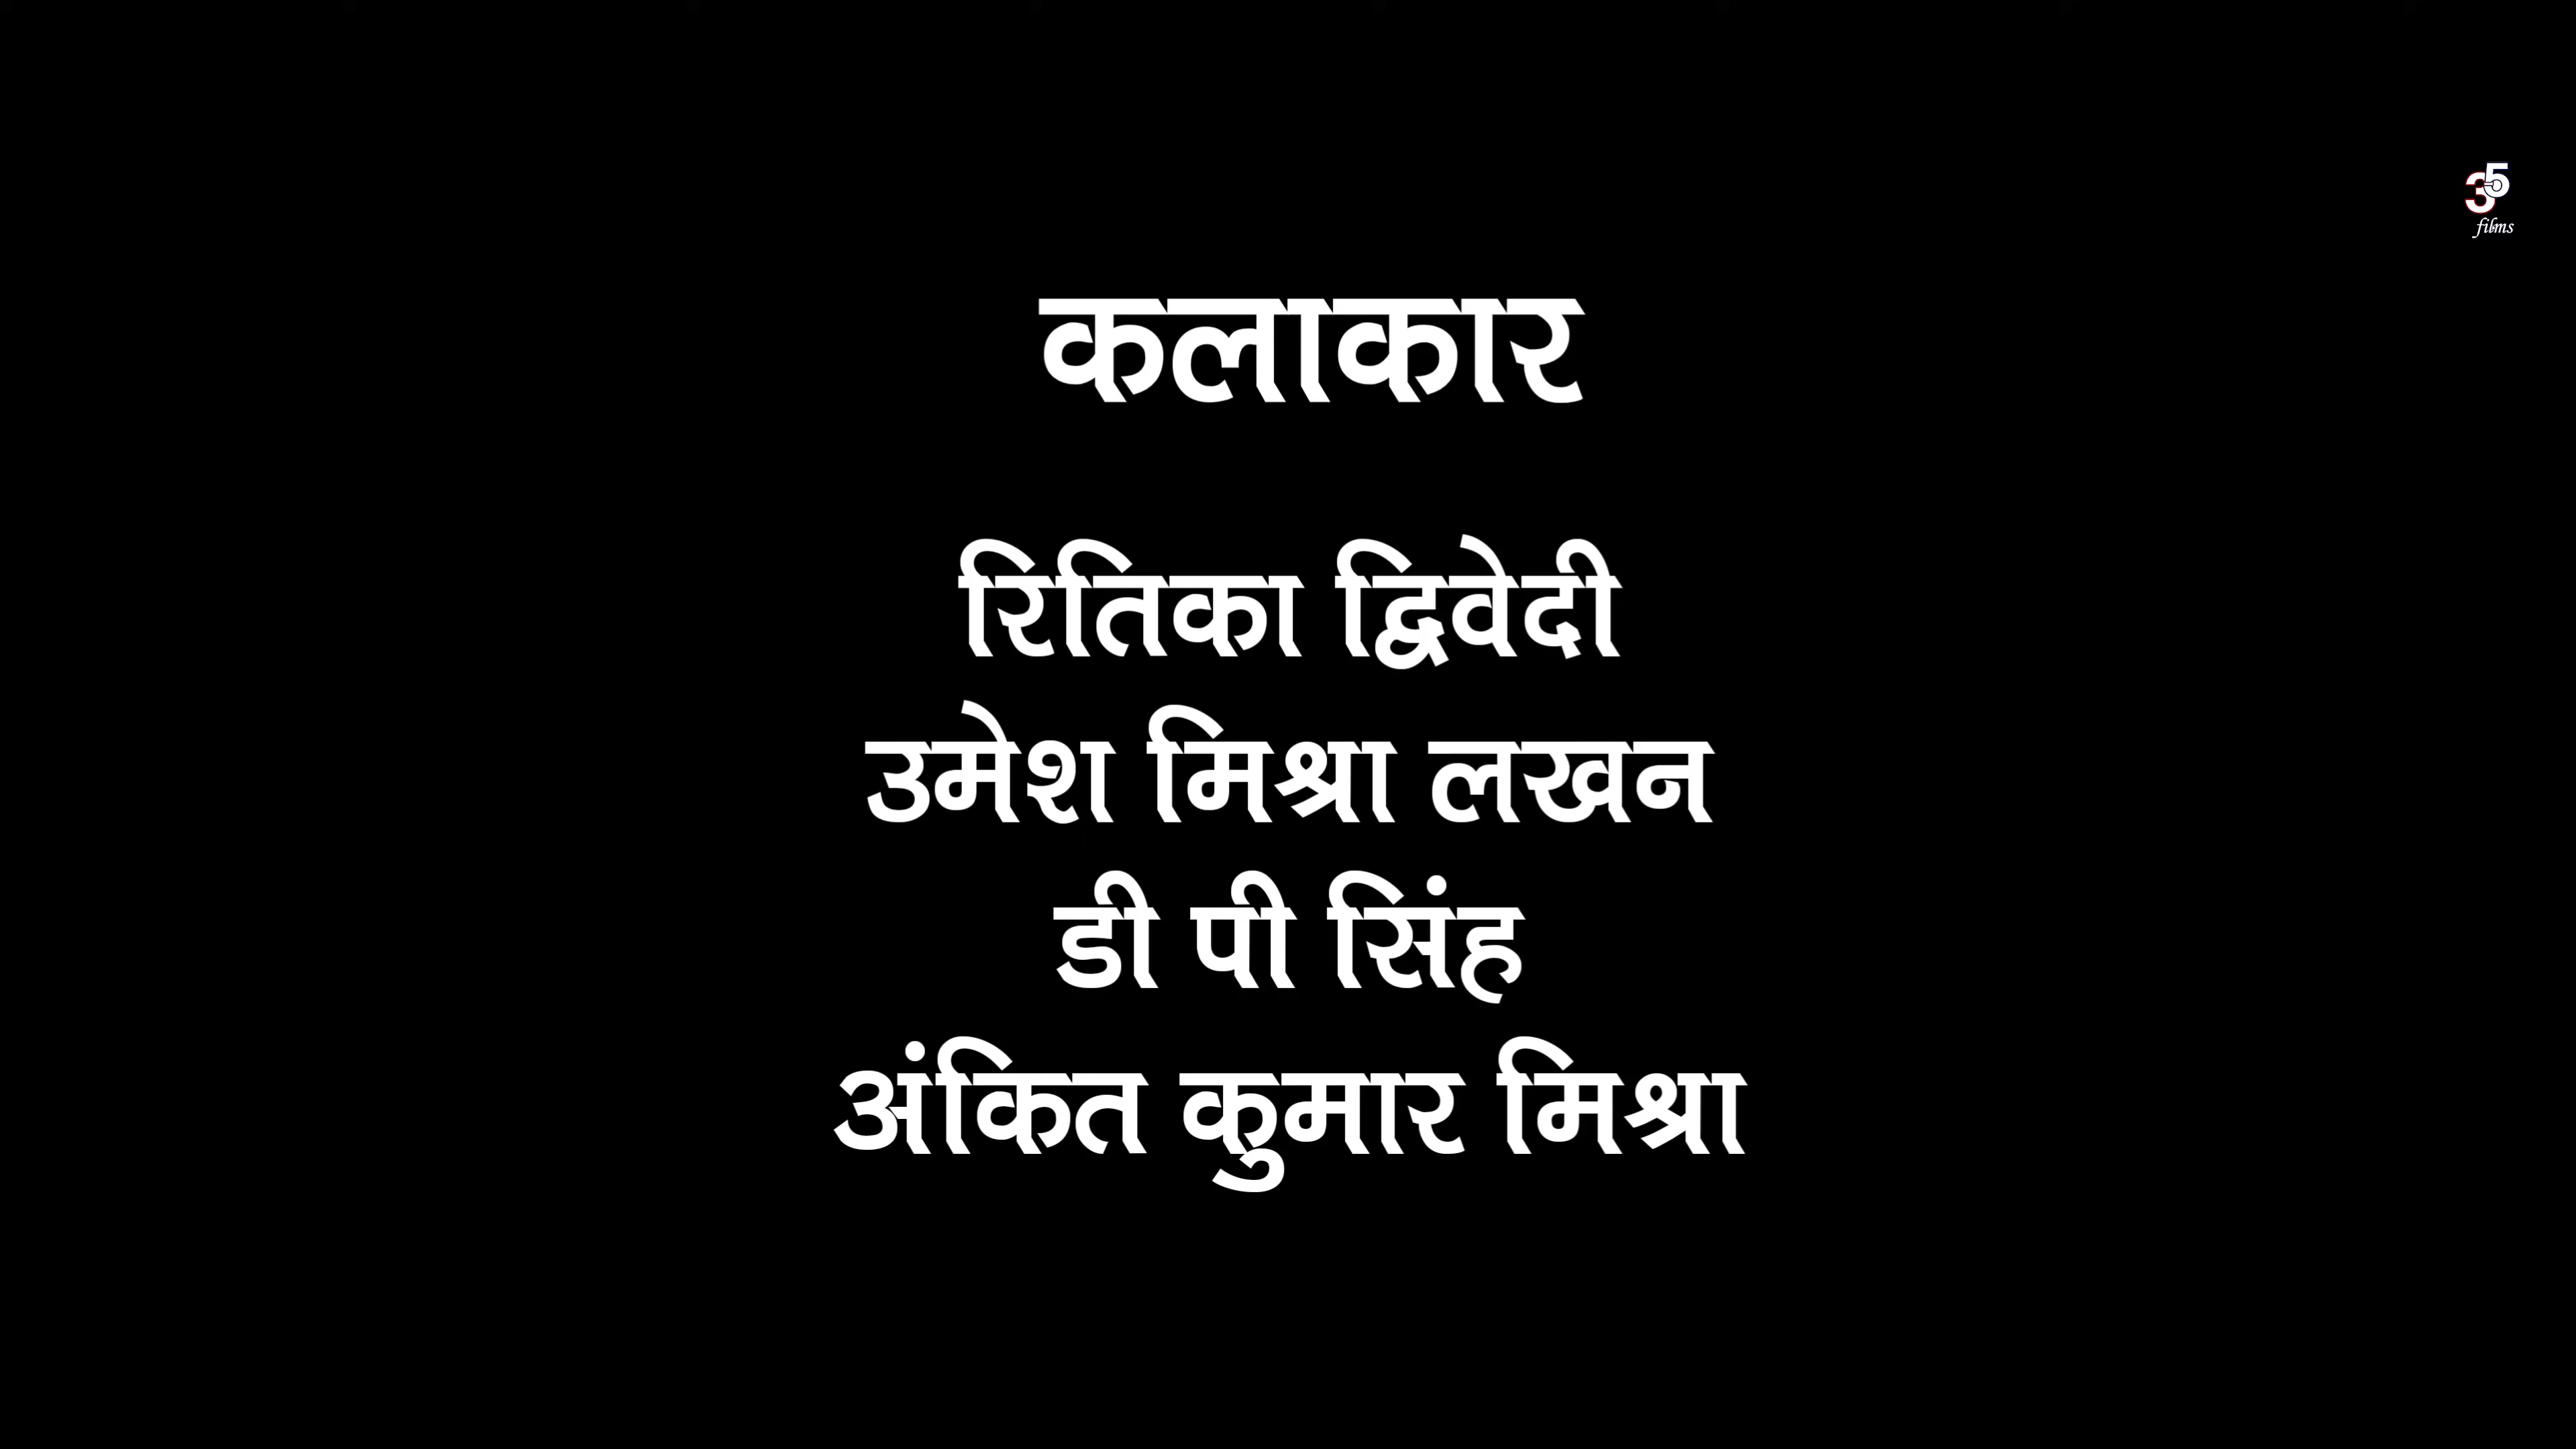 35
films
कलाकार
रितिका द्विवेदी
उमेश मिश्रा लखन
डी पी सिंह
अंकित कुमार मिश्रा